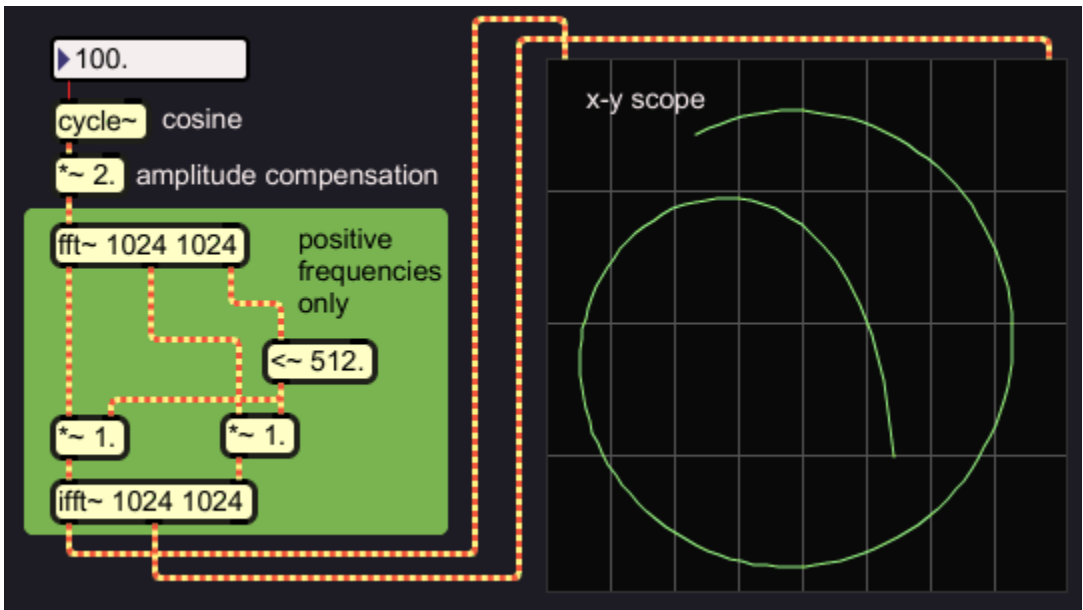 100.
cycle~ cosine
*~ 2. amplitude compensation
fft~ 1024 1024
positive
frequencies
only
<~ 512.
*~ 1. *~ 1.
ifft~ 1024 1024
x-y scope